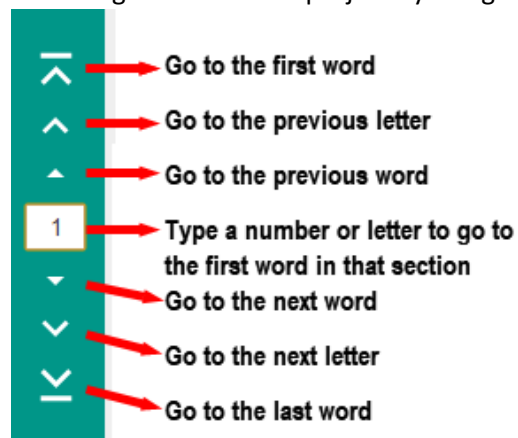 Go to the first word
Go to the previous letter
Go to the previous word
1
Type a number or letter to go to
the first word in that section
Go to the next word
Go to the next letter
Go to the last word